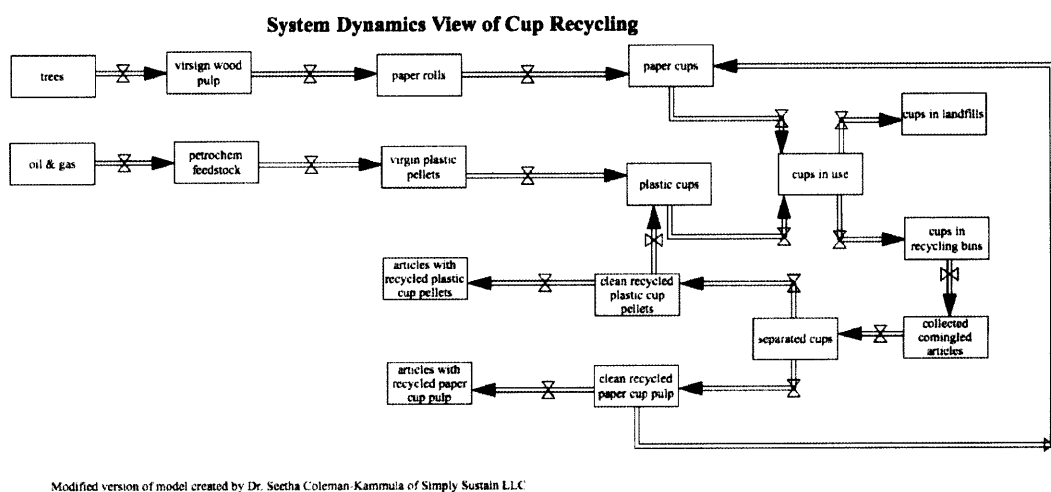 System Dynamics View of Cup Recycling
trees
virsign wood
pulp
paper rolls
paper cups
cups in landfills
oil & gas
petrochem
feedstock
virgin plastic
pellets
plastic cups
cups in use
cups in
recycling bins
articles with
recycled plastic
cup pellets
clean recycled
plastic cup
pellets
separated cups
collected
comingled
articles
articles with
recycled paper
cup pulp
clean recycled
paper cup pulp
Modified version of model created by Dr. Seetha Coleman-Kammula of Simply Sustain LLC